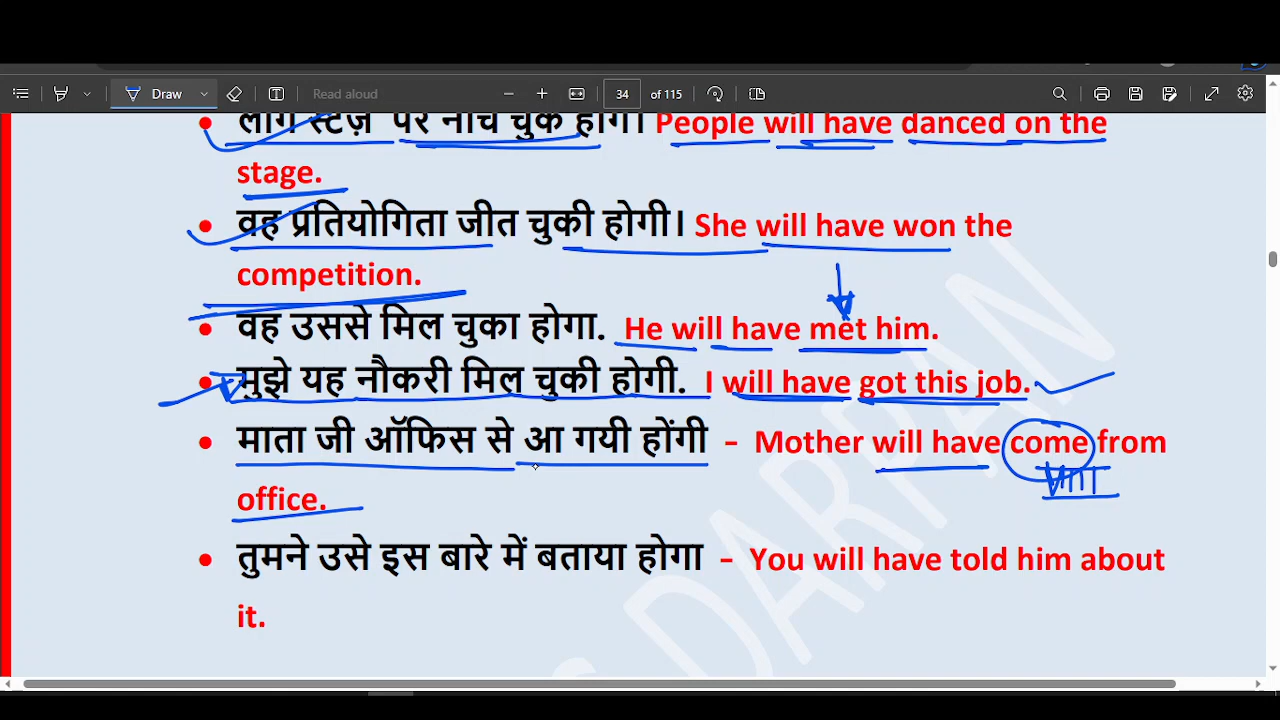 Draw
Read aloud
34 of 115
लोग स्टेज़ पर नाच चुके होंगे। People will have danced on the
stage.
वह प्रतियोगिता जीत चुकी होगी। She will have won the
competition.
वह उससे मिल चुका होगा. He will have met him.
मुझे यह नौकरी मिल चुकी होगी. I will have got this job.
माता जी ऑफिस से आ गयी होंगी – Mother will have come from
office.
तुमने उसे इस बारे में बताया होगा – You will have told him about
it.
DARPAN